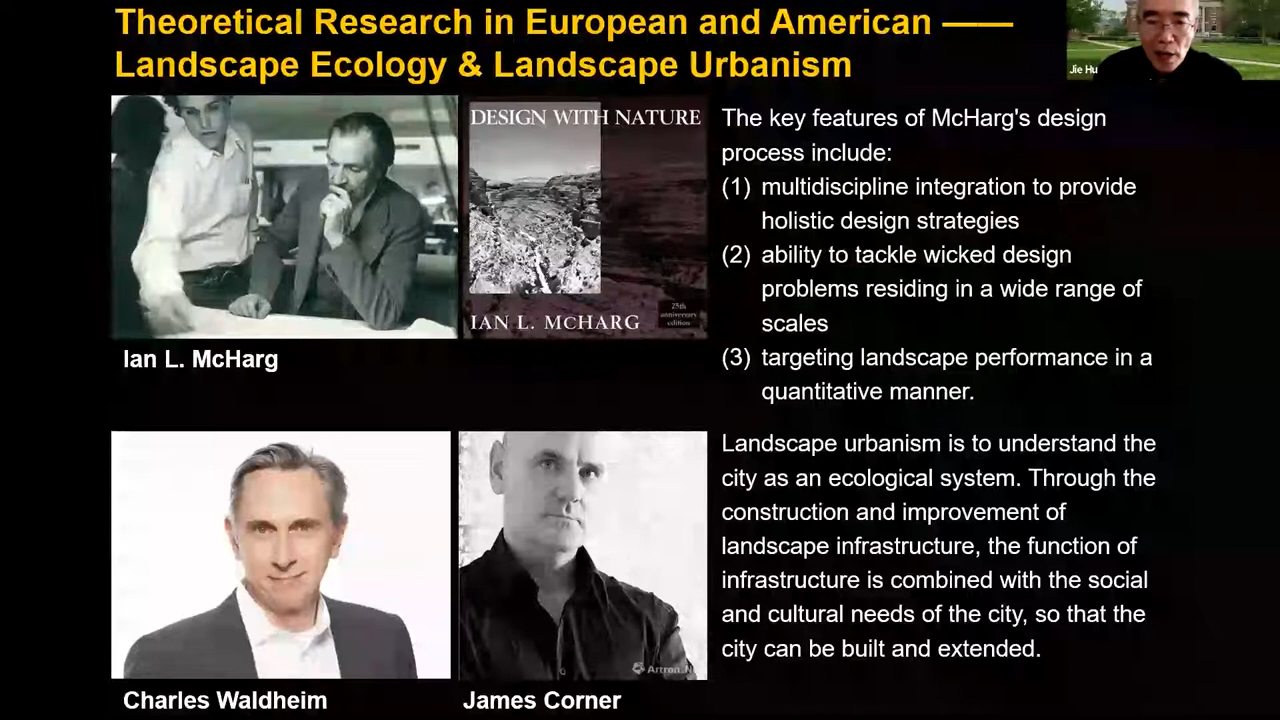 Theoretical Research in European and American ——
Landscape Ecology & Landscape Urbanism
Jie Hu
DESIGN WITH NATURE
25th
anniversary
edition
IAN L. McHARG
Ian L. McHarg
The key features of McHarg's design
process include:
(1) multidiscipline integration to provide
holistic design strategies
(2) ability to tackle wicked design
problems residing in a wide range of
scales
(3) targeting landscape performance in a
quantitative manner.
Landscape urbanism is to understand the
city as an ecological system. Through the
construction and improvement of
landscape infrastructure, the function of
infrastructure is combined with the social
and cultural needs of the city, so that the
city can be built and extended.
Charles Waldheim
James Corner